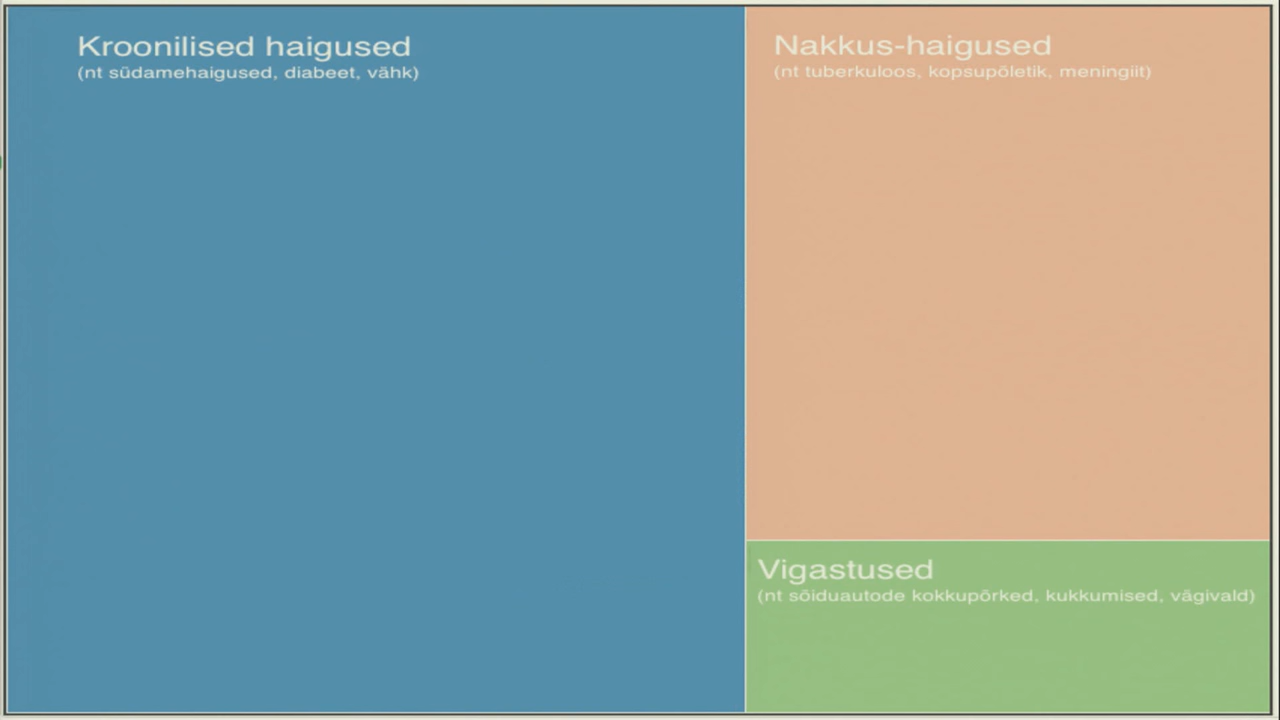 Kroonilised haigused
(nt südamehaigused, diabeet, vähk)
Nakkus-haigused
(nt tuberkuloos, kopsupõletik, meningiit)
Vigastused
(nt sõiduautode kokkupõrked, kukkumised, vägivald)